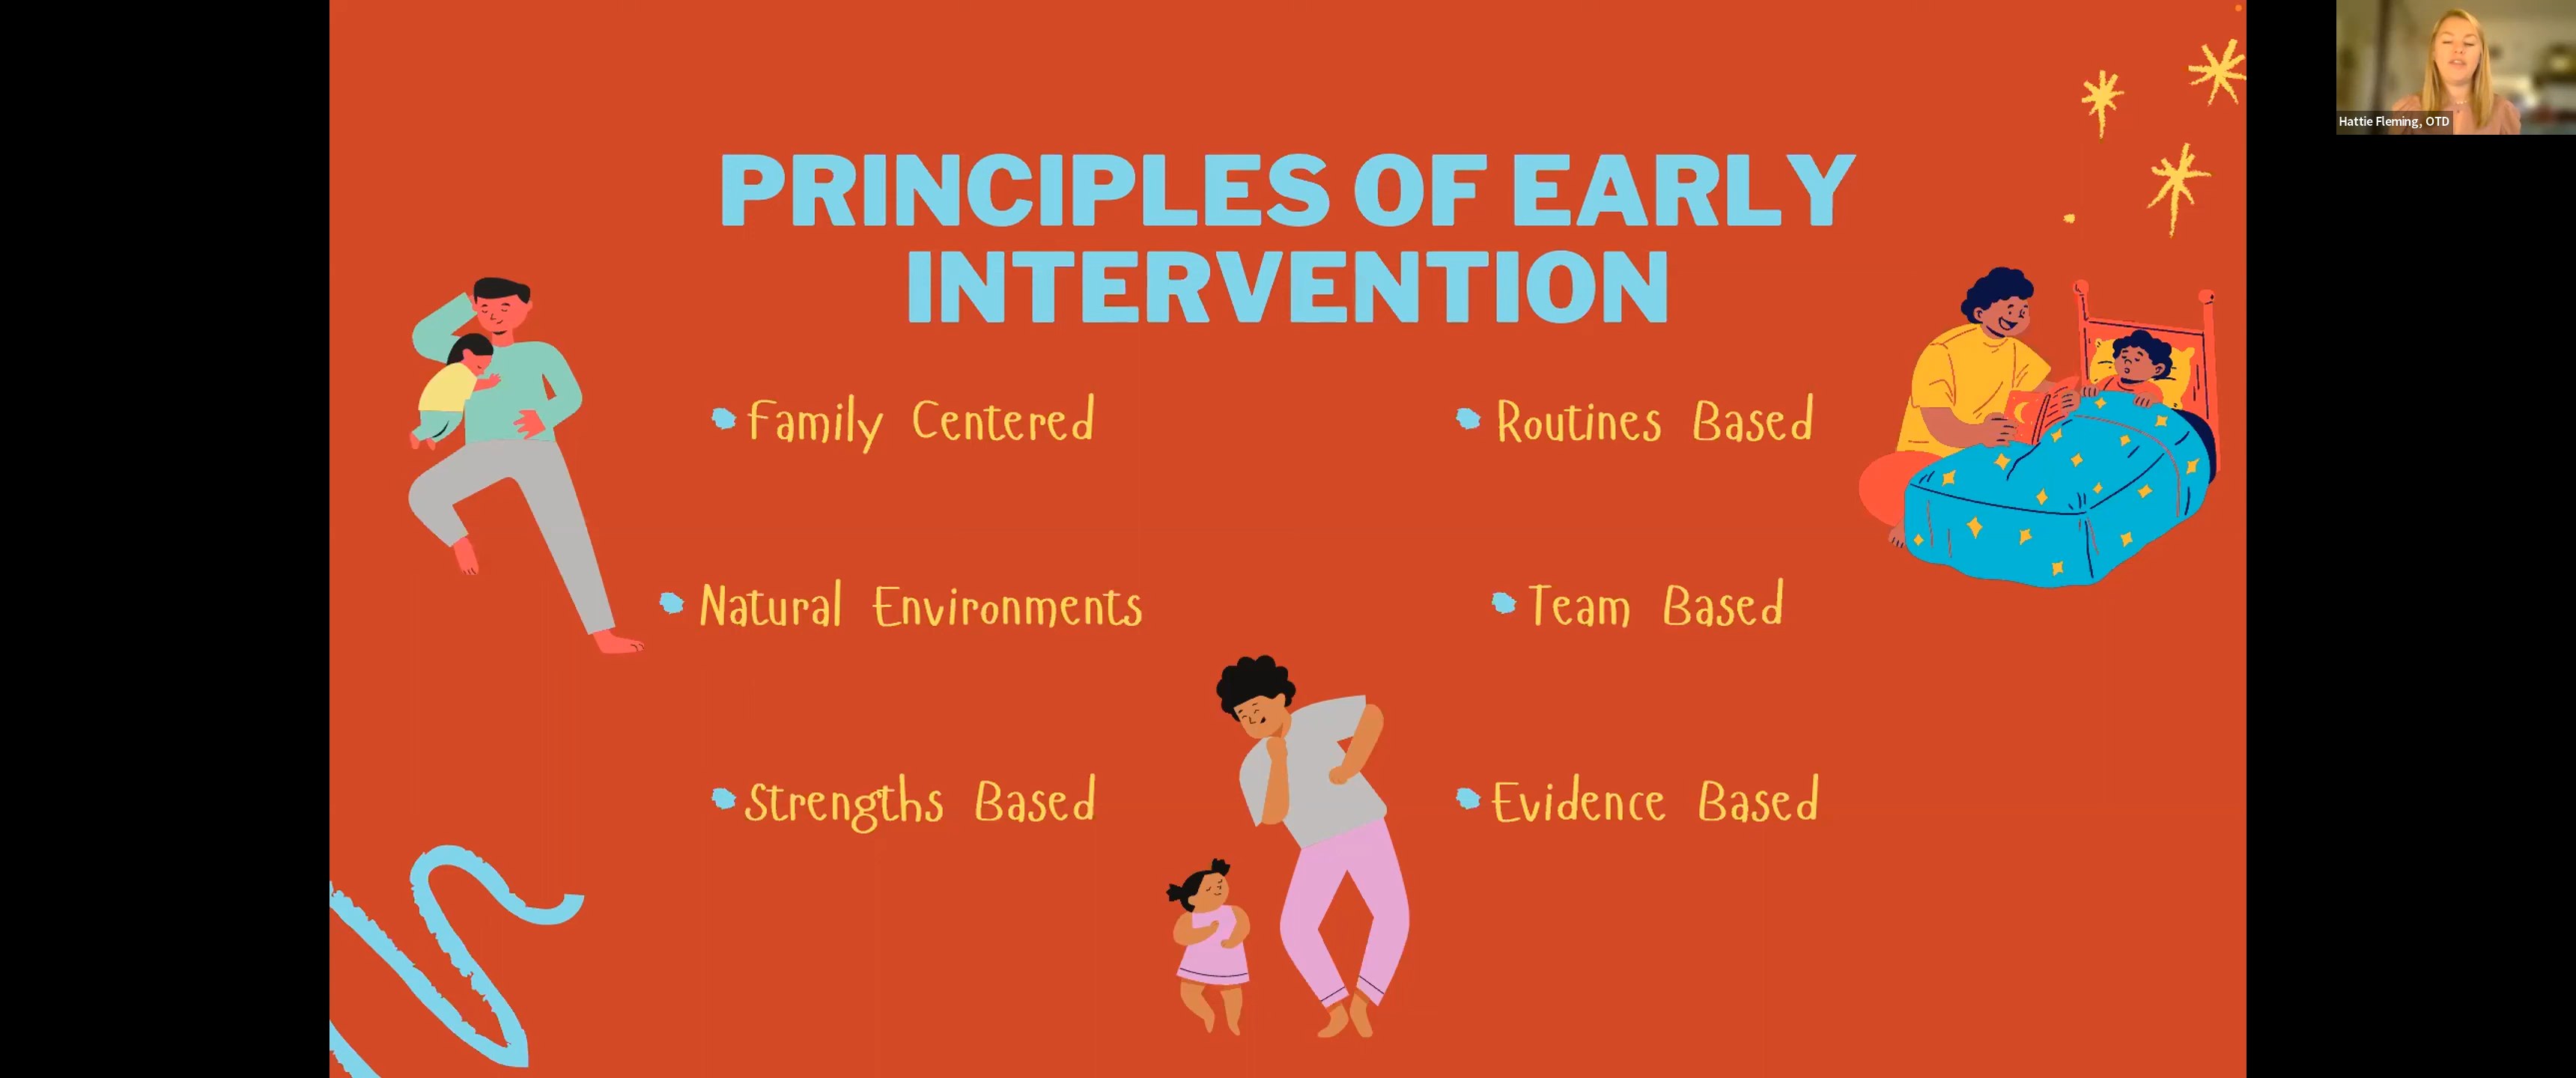 PRINCIPLES OF EARLY
INTERVENTION
Family Centered
Routines Based
Natural Environments
Team Based
Strengths Based
Evidence Based
Hattie Fleming, OTD